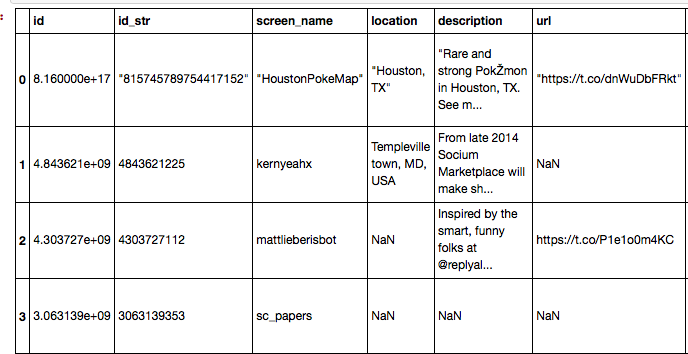 id id_str screen_name location description url
0 8.160000e+17 "815745789754417152" "HoustonPokeMap" "Houston, TX" "Rare and strong PokŽmon in Houston, TX. See m... "https://t.co/dnWuDbFRkt"
1 4.843621e+09 4843621225 kernyeahx Templeville town, MD, USA From late 2014 Socium Marketplace will make sh... NaN
2 4.303727e+09 4303727112 mattlieberisbot NaN Inspired by the smart, funny folks at @replyal... https://t.co/P1e1o0m4KC
3 3.063139e+09 3063139353 sc_papers NaN NaN NaN